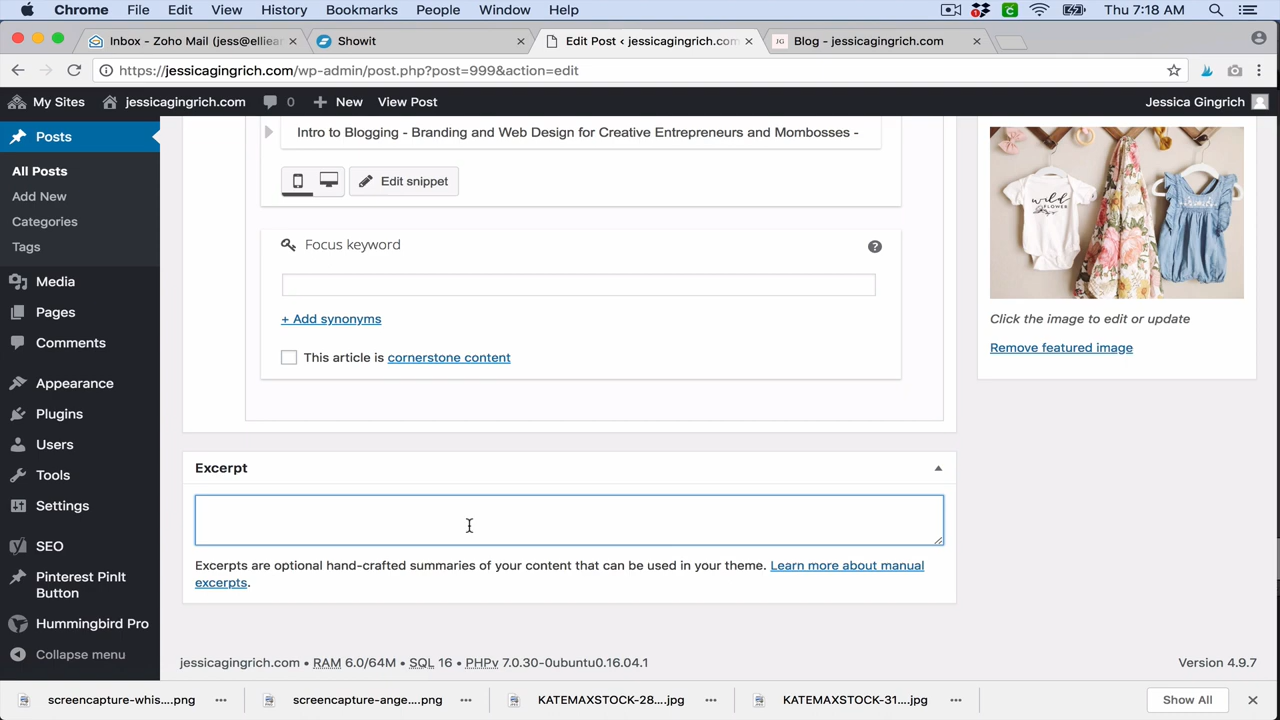 Chrome File Edit View History Bookmarks People Window Help Thu 7:18 AM
Inbox - Zoho Mail (jess@elliear × Showit × Edit Post ‹ jessicagingrich.com × JG Blog - jessicagingrich.com ×
https://jessicagingrich.com/wp-admin/post.php?post=999&action=edit
My Sites jessicagingrich.com 0 New View Post Jessica Gingrich
Posts
All Posts
Add New
Categories
Tags
Media
Pages
Comments
Appearance
Plugins
Users
Tools
Settings
SEO
Pinterest PinIt
Button
Hummingbird Pro
Collapse menu
Intro to Blogging - Branding and Web Design for Creative Entrepreneurs and Mombosses -
Edit snippet
Focus keyword
+ Add synonyms
This article is cornerstone content
Excerpt
Excerpts are optional hand-crafted summaries of your content that can be used in your theme. Learn more about manual
excerpts.
wild
FLOWER
Click the image to edit or update
Remove featured image
jessicagingrich.com • RAM 6.0/64M • SQL 16 • PHPv 7.0.30-0ubuntu0.16.04.1 Version 4.9.7
screencapture-whis....png screencapture-ange....png KATEMAXSTOCK-28....jpg KATEMAXSTOCK-31....jpg Show All